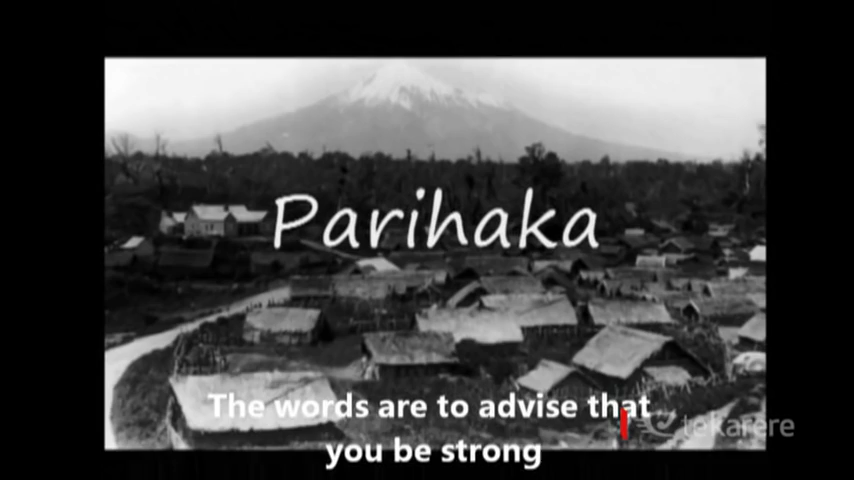 Parihaka
The words are to advise that
you be strong
tekarere